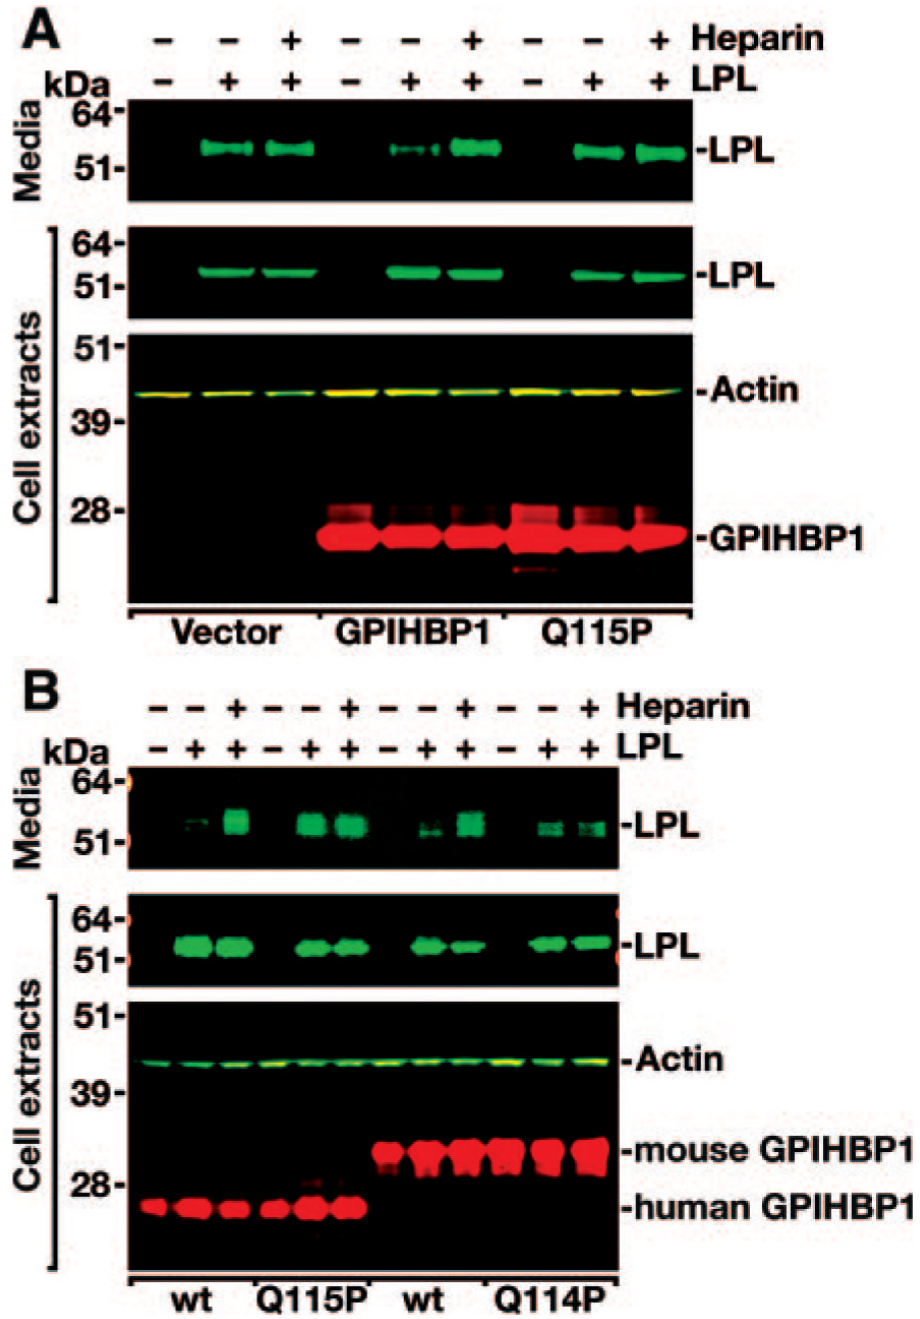 A
− − + − − + − − + Heparin
kDa − + + − + + − + + LPL
Media
64-
51-
-LPL
Cell extracts
64-
51-
-LPL
51-
-Actin
39-
28-
-GPIHBP1
Vector GPIHBP1 Q115P
B
− − + − − + − − + − − + Heparin
kDa − + + − + + − + + − + + LPL
Media
64-
51-
-LPL
Cell extracts
64-
51-
-LPL
51-
-Actin
39-
-mouse GPIHBP1
28-
-human GPIHBP1
wt Q115P wt Q114P